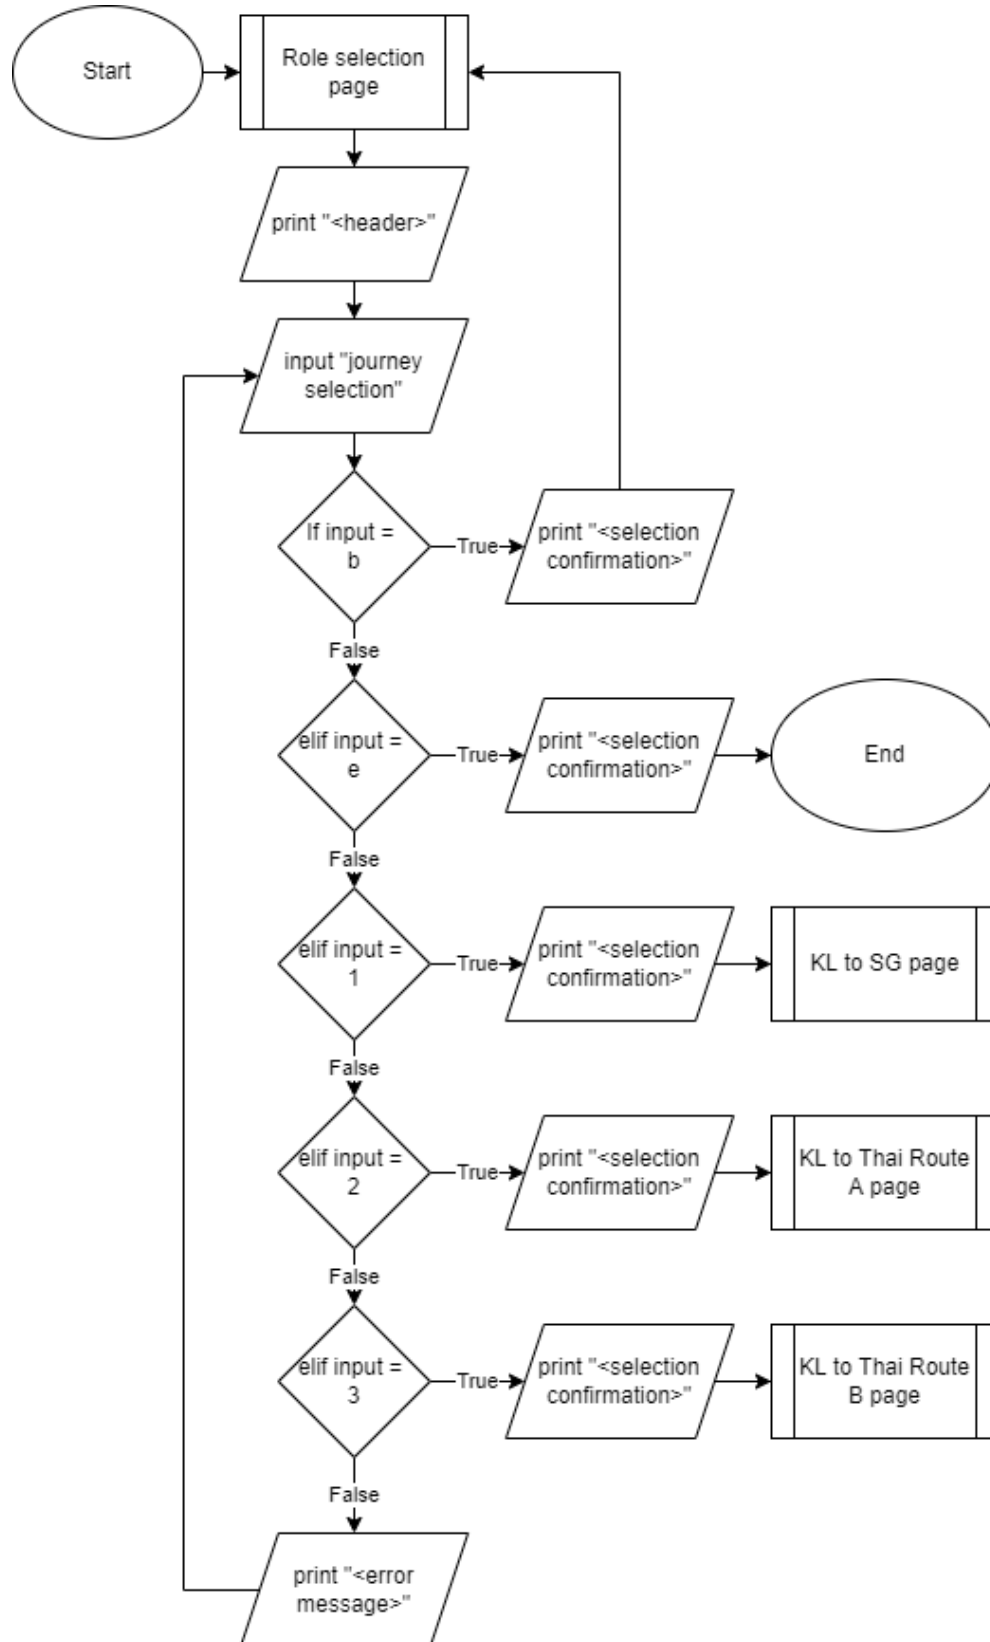 Start
Role selection
page
print "<header>"
input "journey
selection"
If input =
b
True
print "<selection
confirmation>"
False
elif input =
e
True
print "<selection
confirmation>"
End
False
elif input =
1
True
print "<selection
confirmation>"
KL to SG page
False
elif input =
2
True
print "<selection
confirmation>"
KL to Thai Route
A page
False
elif input =
3
True
print "<selection
confirmation>"
KL to Thai Route
B page
False
print "<error
message>"